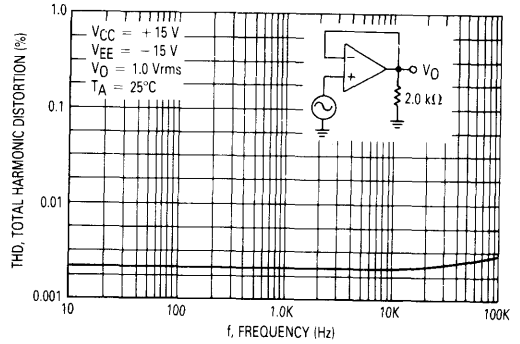 1.0
VCC = +15 V
VEE = −15 V
VO = 1.0 Vrms
TA = 25°C
−
+
VO
2.0 kΩ
0.1
0.01
0.001
THD, TOTAL HARMONIC DISTORTION (%)
10
100
1.0K
10K
100K
f, FREQUENCY (Hz)